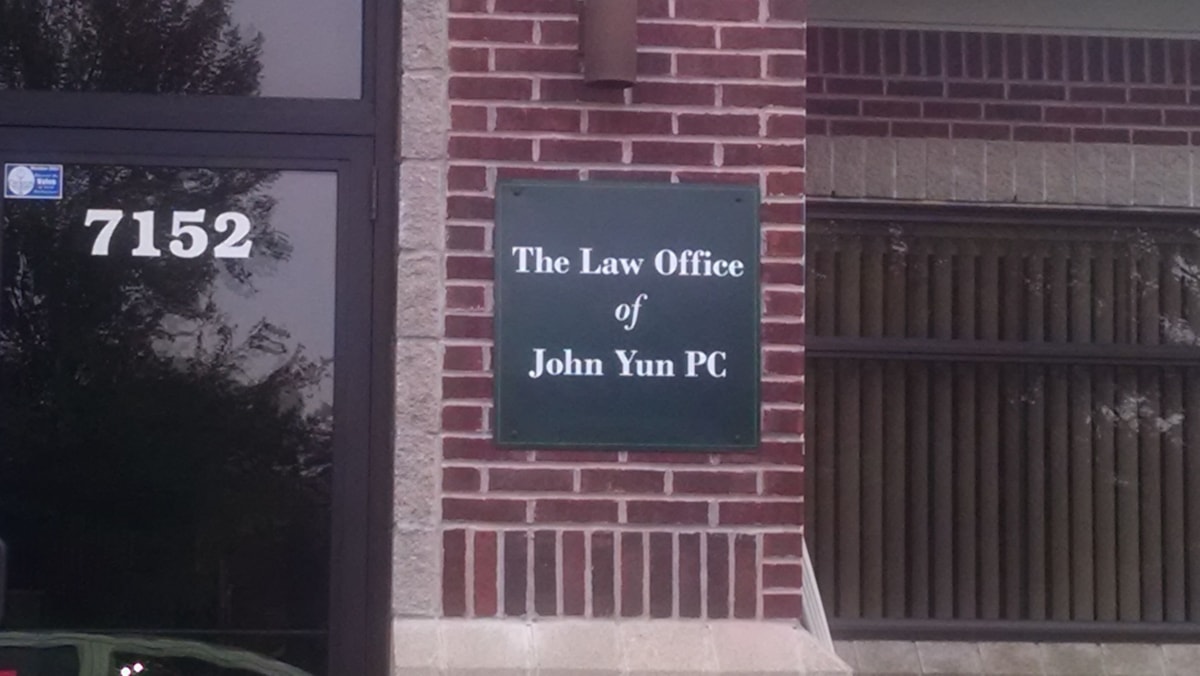 7152
The Law Office
of
John Yun PC